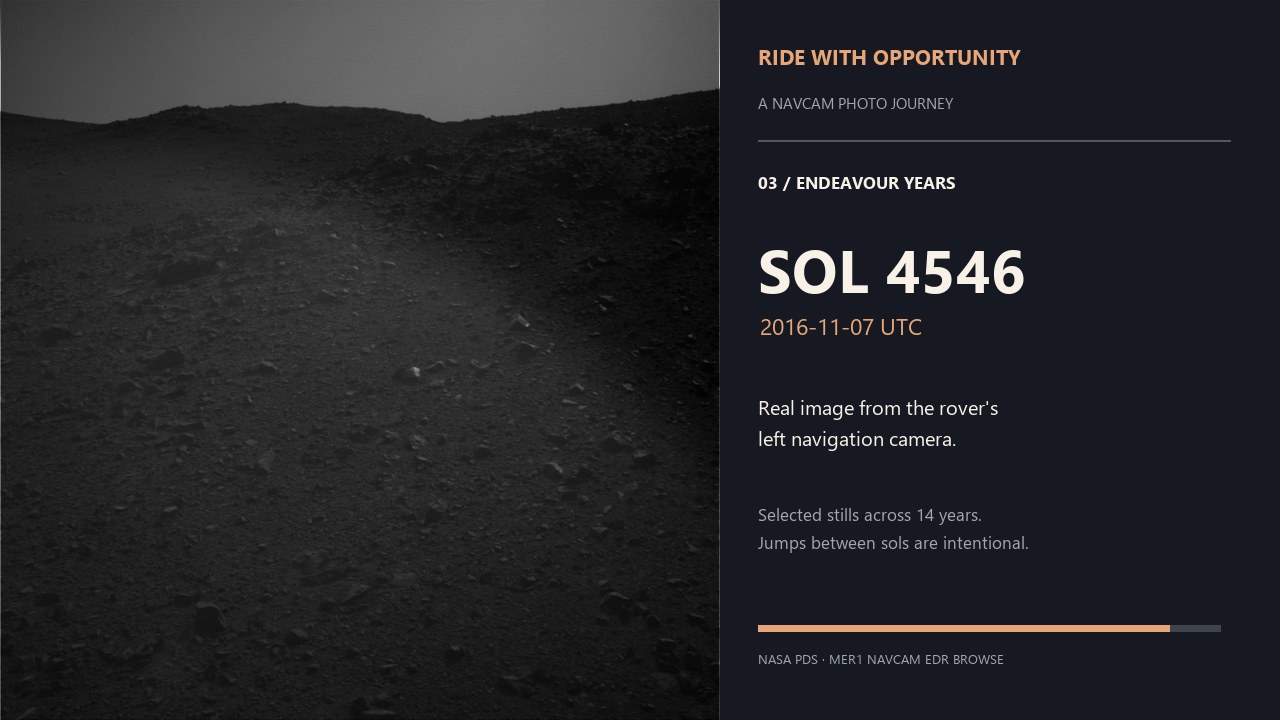 RIDE WITH OPPORTUNITY
A NAVCAM PHOTO JOURNEY
03 / ENDEAVOUR YEARS
SOL 4546
2016-11-07 UTC
Real image from the rover's
left navigation camera.
Selected stills across 14 years.
Jumps between sols are intentional.
NASA PDS · MER1 NAVCAM EDR BROWSE